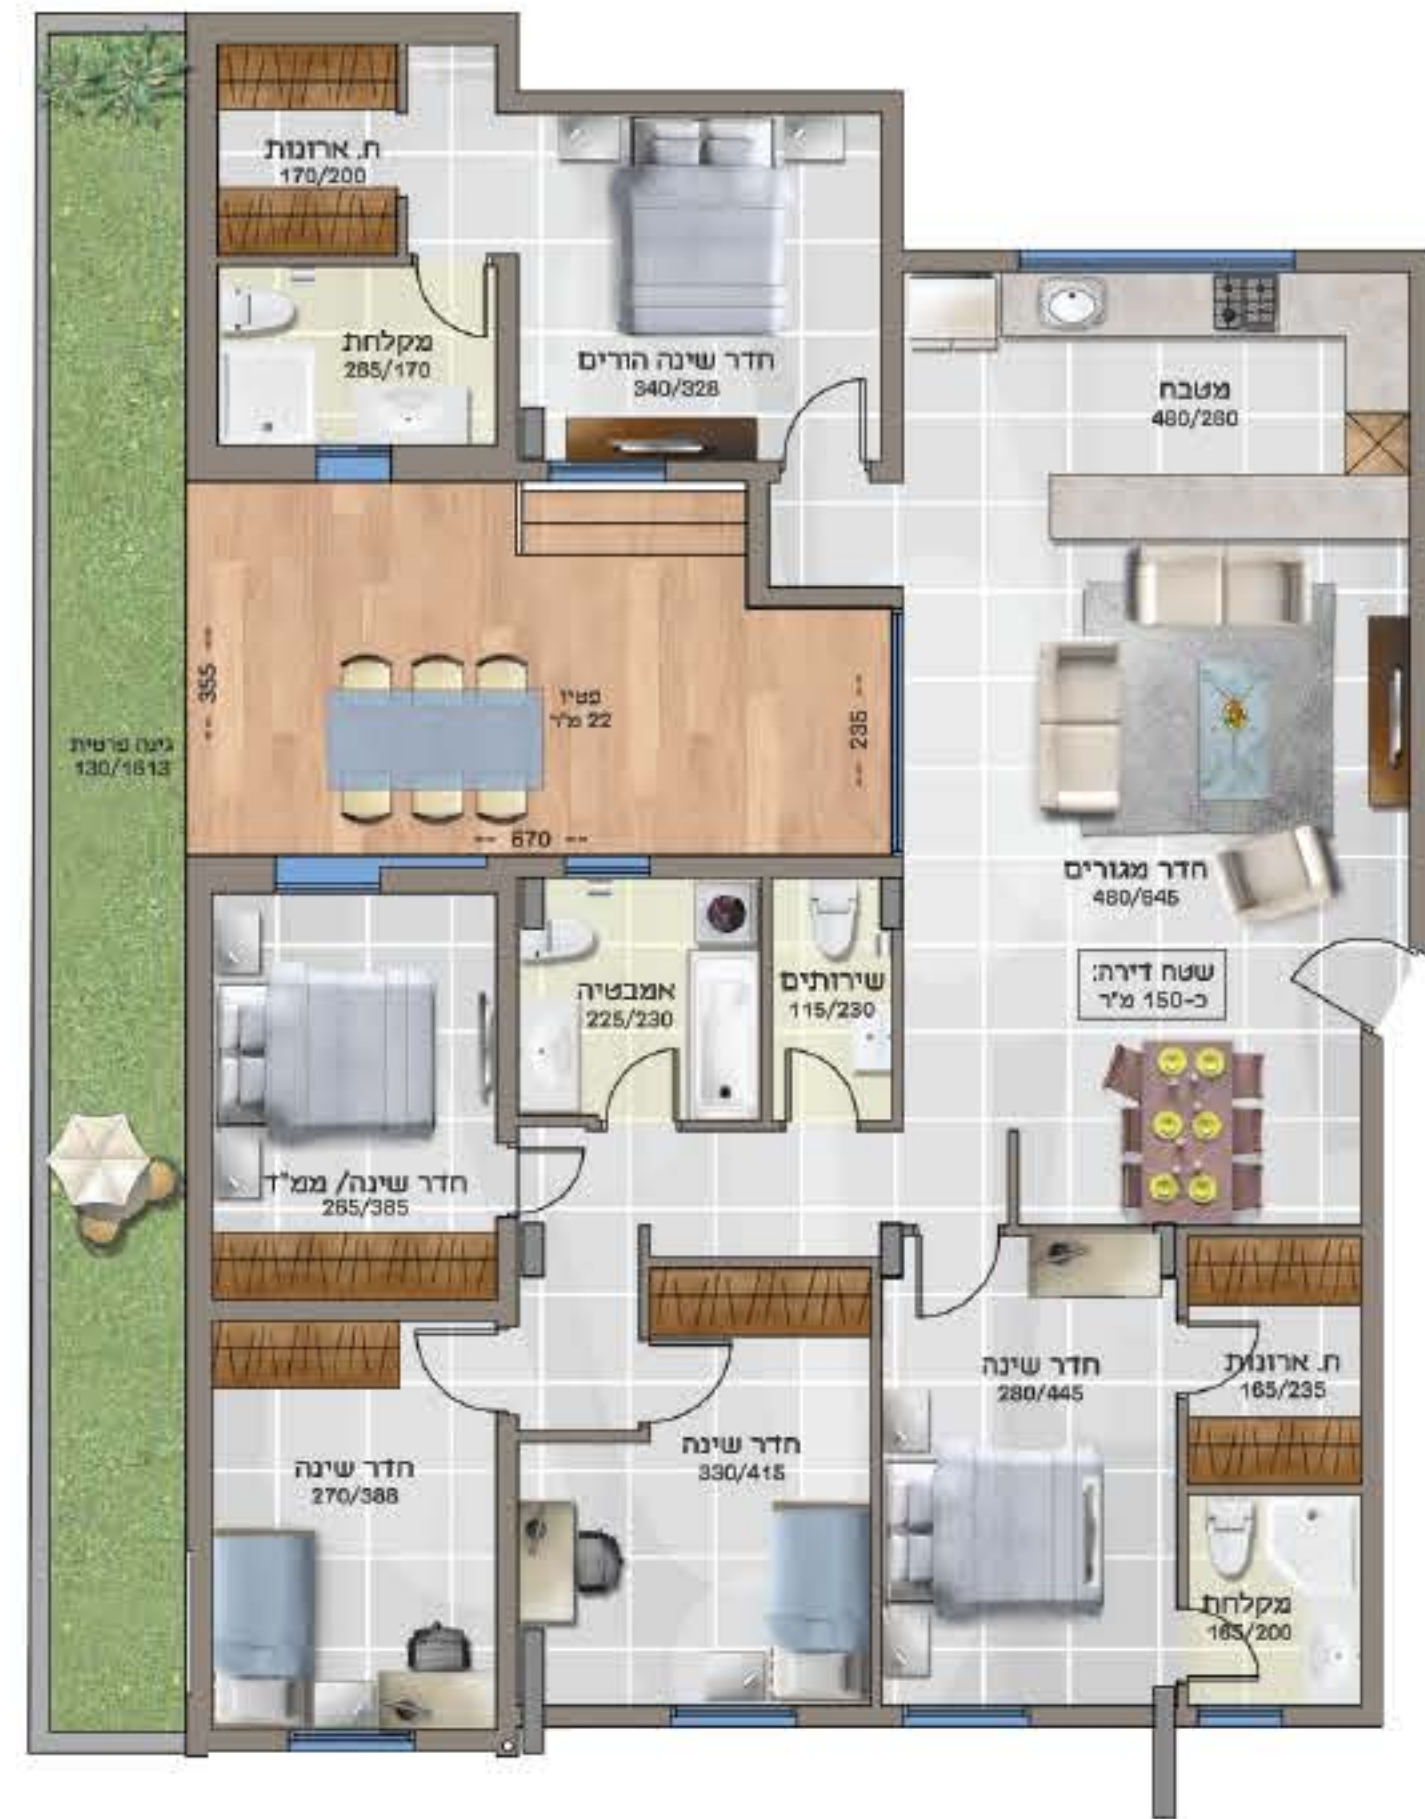 ח. ארונות
170/200
מקלחת
265/170
חדר שינה הורים
340/328
מטבח
480/260
355
פטיו
22 מ"ר
235
670
גינה פרטית
130/1613
חדר מגורים
480/645
שטח דירה:
כ-150 מ"ר
אמבטיה
225/230
שירותים
115/230
חדר שינה/ ממ"ד
265/385
חדר שינה
270/388
חדר שינה
330/415
חדר שינה
280/445
ח. ארונות
165/235
מקלחת
165/200